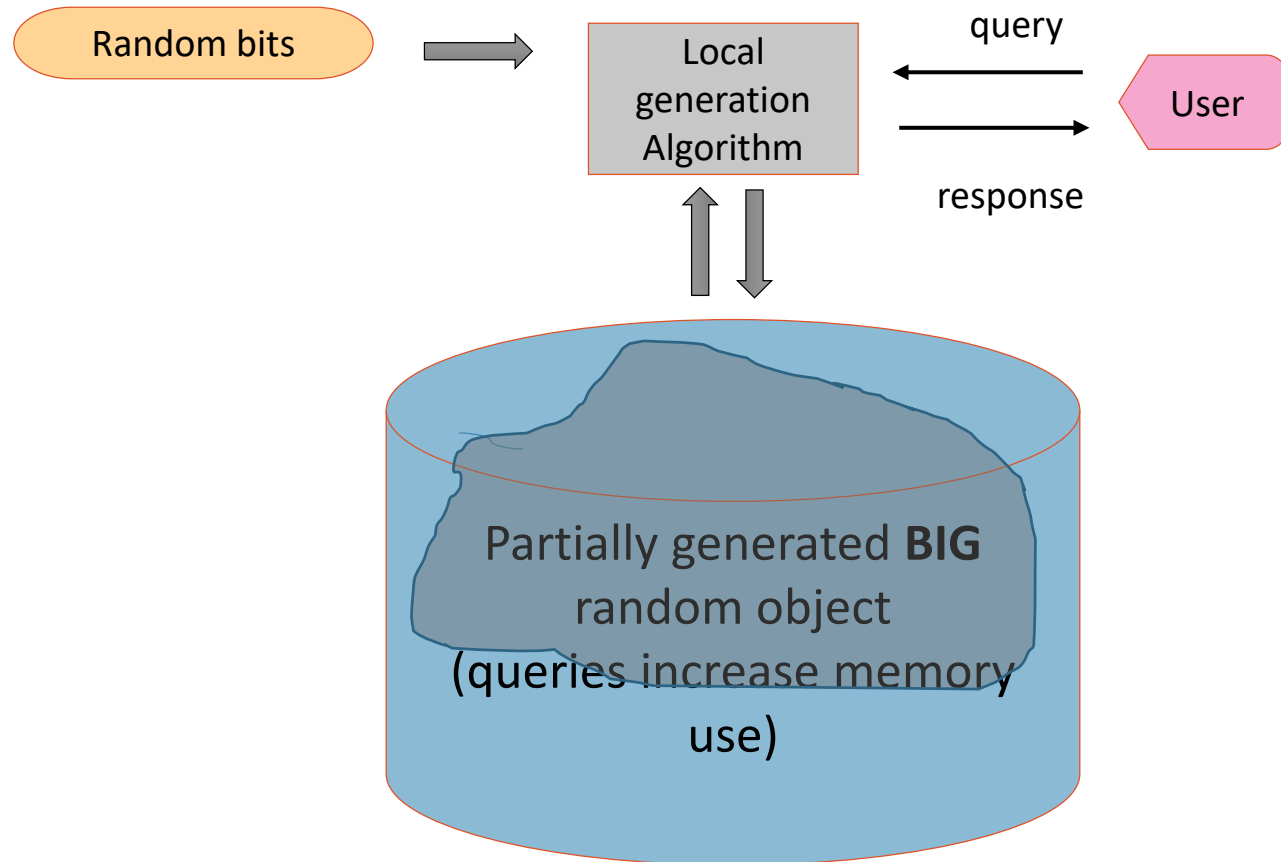 Random bits
Local
generation
Algorithm
query
response
User
Partially generated BIG
random object
(queries increase memory
use)